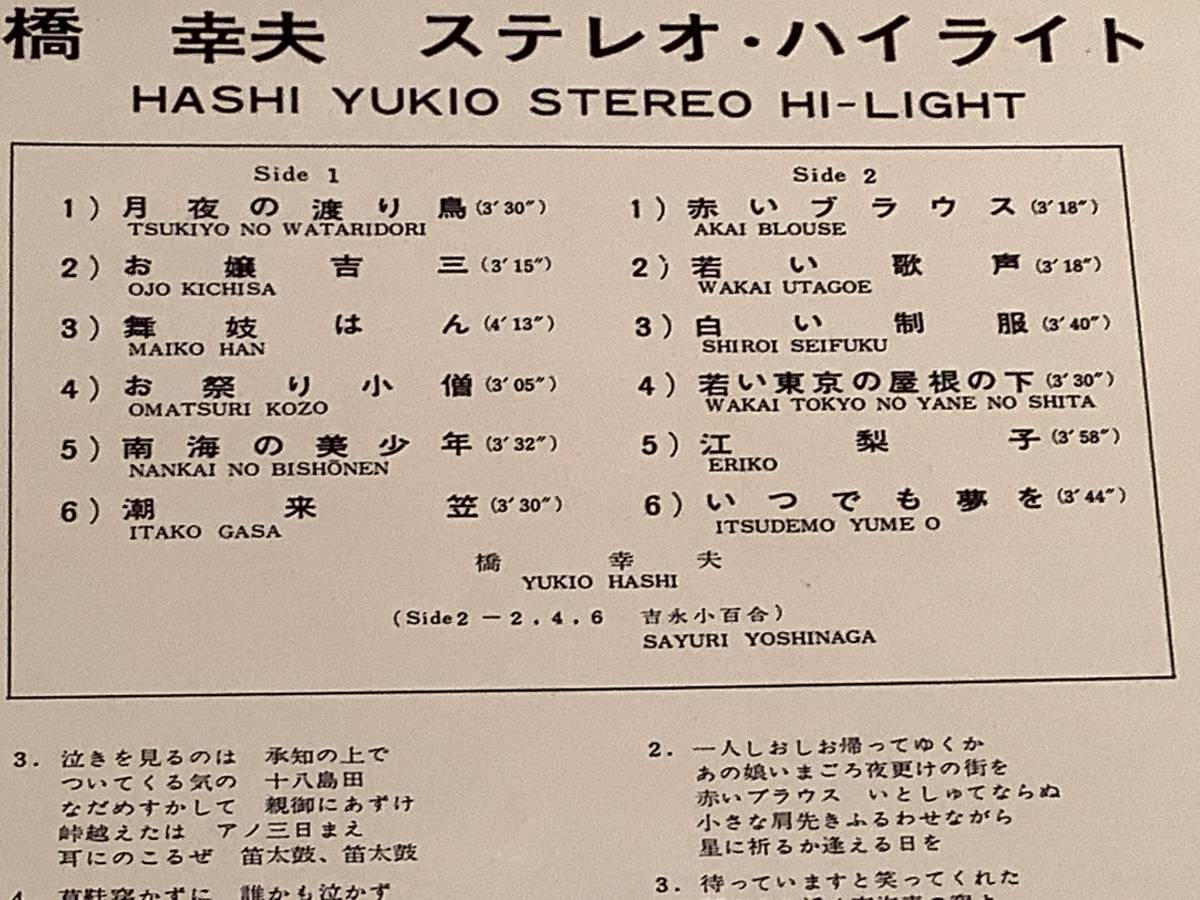 橋 幸夫 ステレオ・ハイライト
HASHI YUKIO STEREO HI-LIGHT
Side 1
1) 月夜の渡り鳥 (3′30″)
TSUKIYO NO WATARIDORI
2) お嬢吉三 (3′15″)
OJO KICHISA
3) 舞妓はん (4′13″)
MAIKO HAN
4) お祭り小僧 (3′05″)
OMATSURI KOZO
5) 南海の美少年 (3′32″)
NANKAI NO BISHŌNEN
6) 潮来笠 (3′30″)
ITAKO GASA
Side 2
1) 赤いブラウス (3′18″)
AKAI BLOUSE
2) 若い歌声 (3′18″)
WAKAI UTAGOE
3) 白い制服 (3′40″)
SHIROI SEIFUKU
4) 若い東京の屋根の下 (3′30″)
WAKAI TOKYO NO YANE NO SHITA
5) 江梨子 (3′58″)
ERIKO
6) いつでも夢を (3′44″)
ITSUDEMO YUME O
橋幸夫
YUKIO HASHI
(Side2 — 2.4.6 吉永小百合)
SAYURI YOSHINAGA
3. 泣きを見るのは 承知の上で
ついてくる気の 十八島田
なだめすかして 親御にあずけ
峠越えたは アノ三日まえ
耳にのこるぜ 笛太鼓、笛太鼓
4. 草鞋穿かずに 誰かも泣かず
2. 一人しおしお帰ってゆくか
あの娘いまごろ夜更けの街を
赤いブラウス いとしゅてならぬ
小さな肩先きふるわせながら
星に祈るか逢える日を
3. 待っていますと笑ってくれた